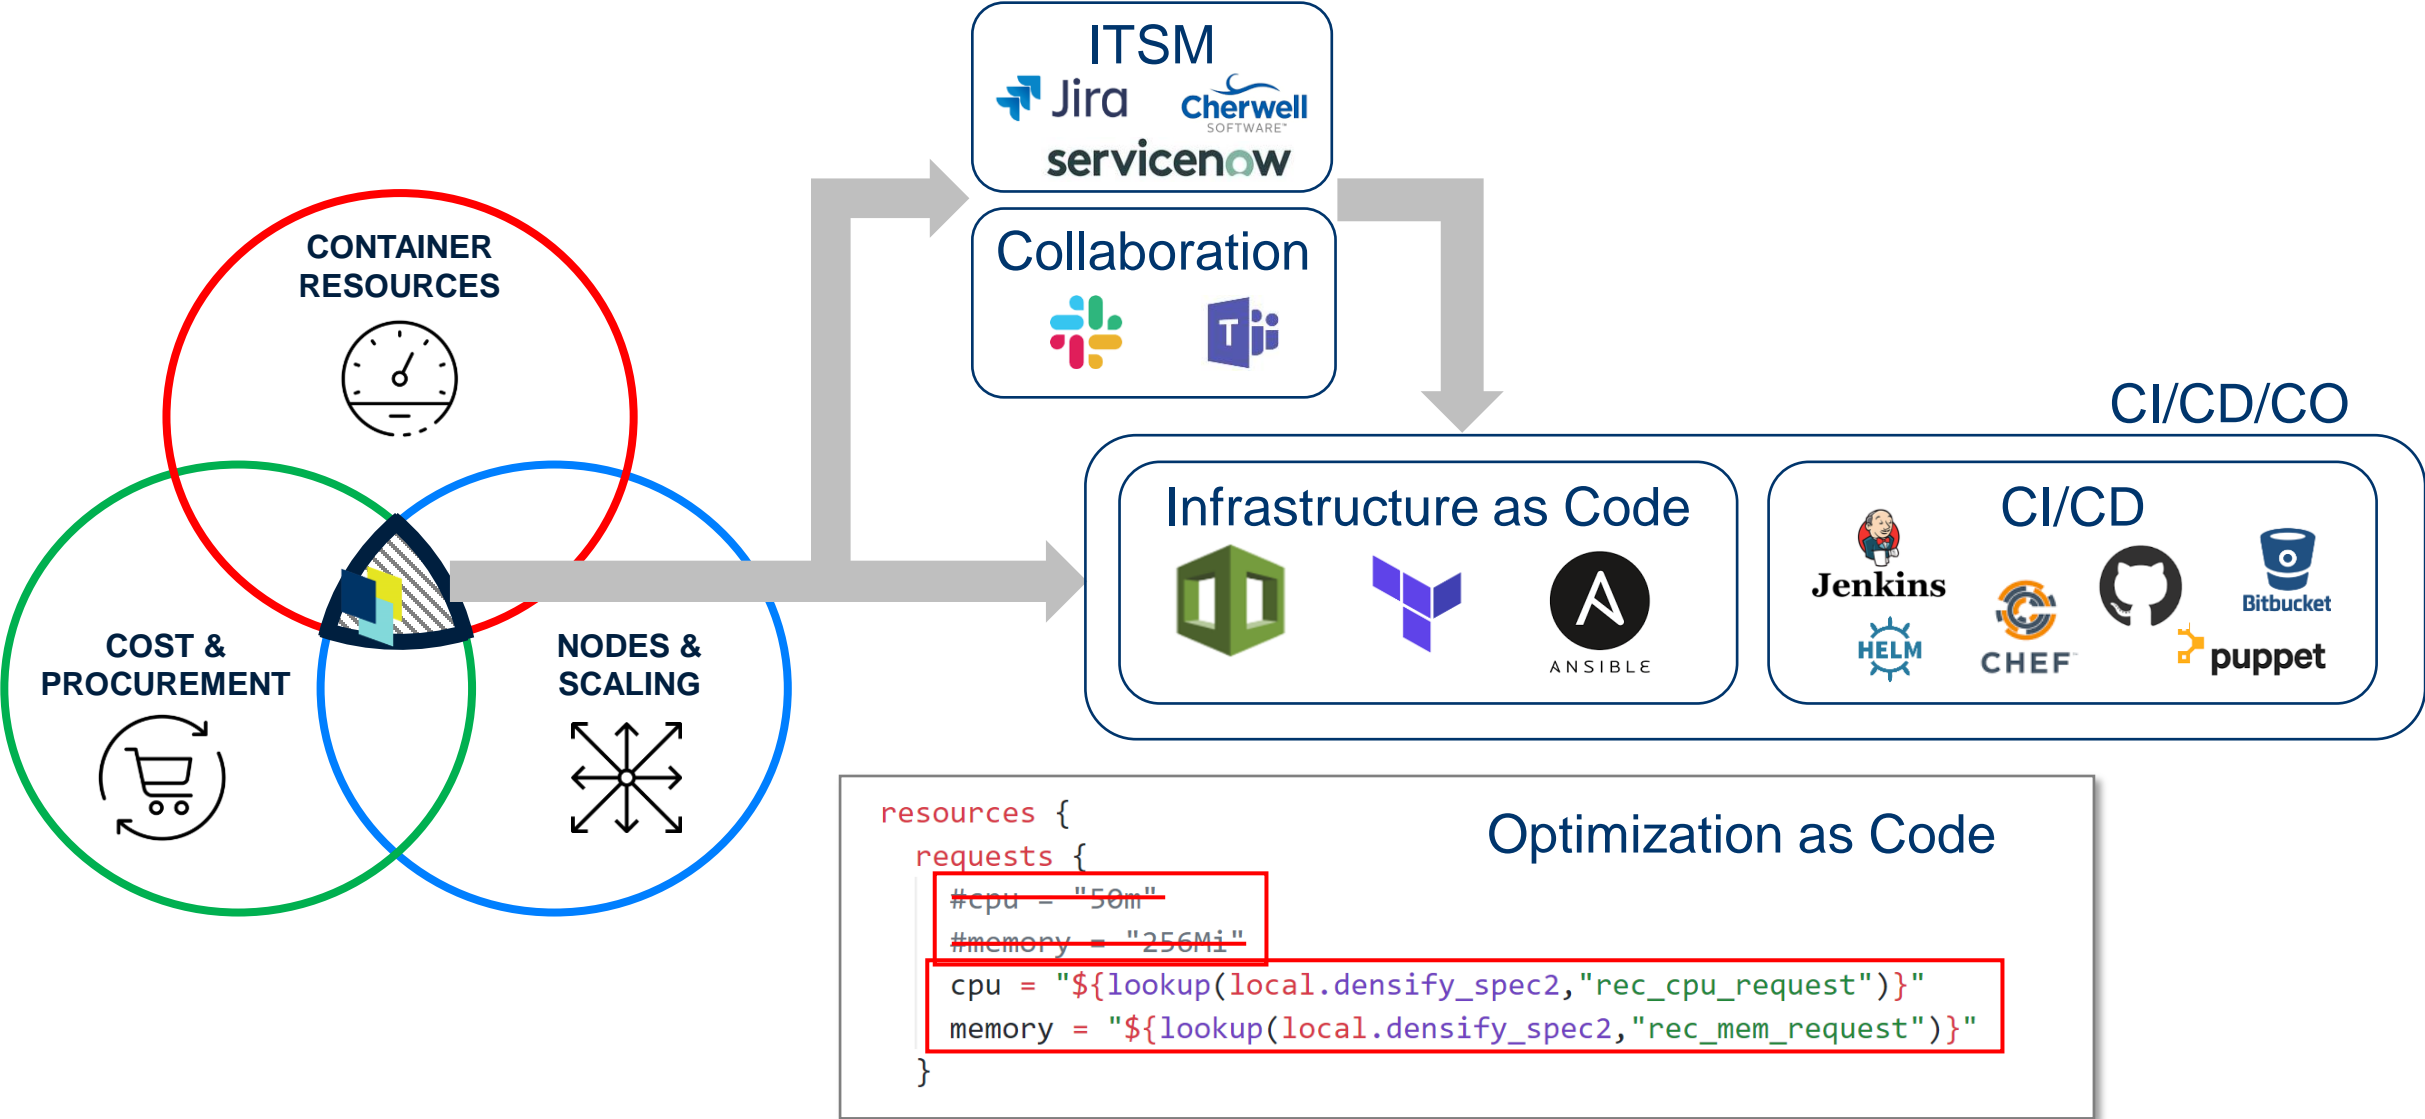 ITSM
Jira
Cherwell
SOFTWARE™
servicenow
Collaboration
T
CONTAINER
RESOURCES
COST &
PROCUREMENT
NODES &
SCALING
CI/CD/CO
Infrastructure as Code
ANSIBLE
CI/CD
Jenkins
Bitbucket
HELM
CHEF™
puppet
Optimization as Code
resources {
requests {
#cpu = "50m"
#memory = "256Mi"
cpu = "${lookup(local.densify_spec2,"rec_cpu_request")}"
memory = "${lookup(local.densify_spec2,"rec_mem_request")}"
}